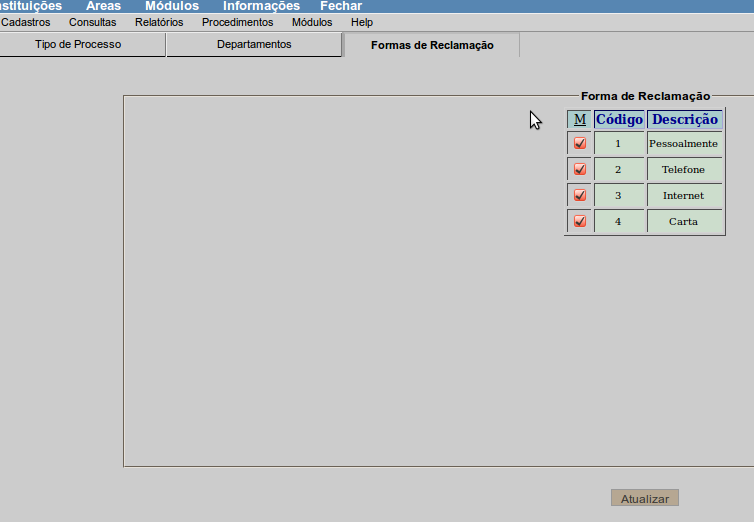 nstituições Areas Módulos Informações Fechar
Cadastros Consultas Relatórios Procedimentos Módulos Help
Tipo de Processo Departamentos Formas de Reclamação
Forma de Reclamação
M Código Descrição
1 Pessoalmente
2 Telefone
3 Internet
4 Carta
Atualizar